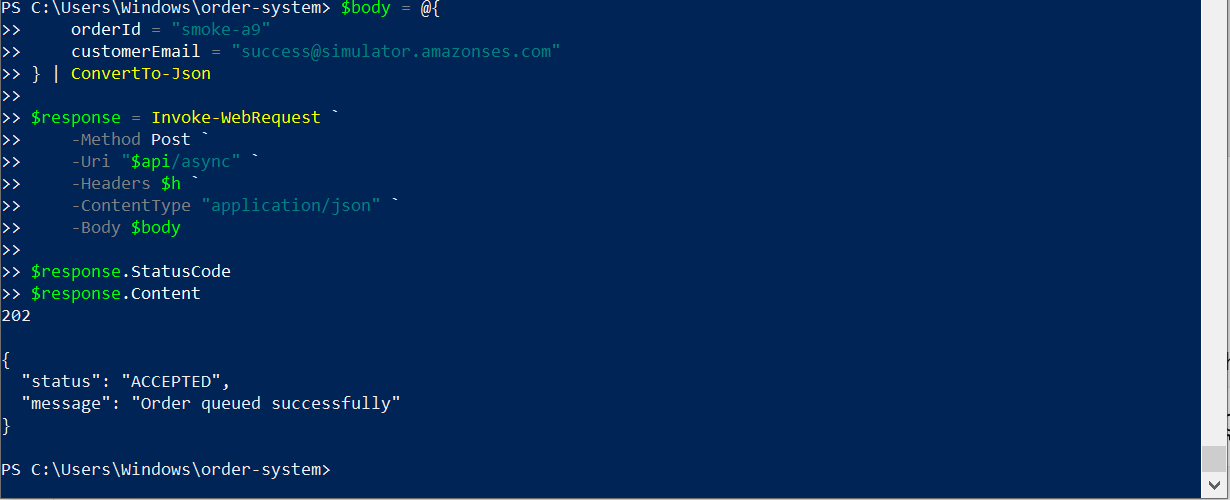 PS C:\Users\Windows\order-system> $body = @{
>>     orderId = "smoke-a9"
>>     customerEmail = "success@simulator.amazonses.com"
>> } | ConvertTo-Json
>>
>> $response = Invoke-WebRequest `
>>     -Method Post `
>>     -Uri "$api/async" `
>>     -Headers $h `
>>     -ContentType "application/json" `
>>     -Body $body
>>
>> $response.StatusCode
>> $response.Content
202
{
  "status": "ACCEPTED",
  "message": "Order queued successfully"
}
PS C:\Users\Windows\order-system>